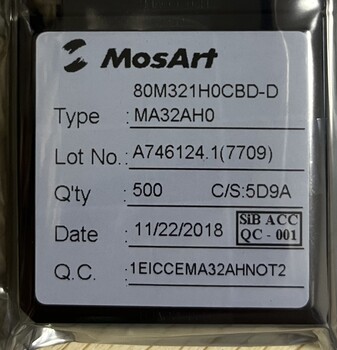 MosArt
80M321H0CBD-D
Type : MA32AH0
Lot No.: A746124.1(7709)
Q'ty : 500 C/S:5D9A
Date : 11/22/2018 SiB ACC
QC - 001
Q.C. :1EICCEMA32AHNOT2